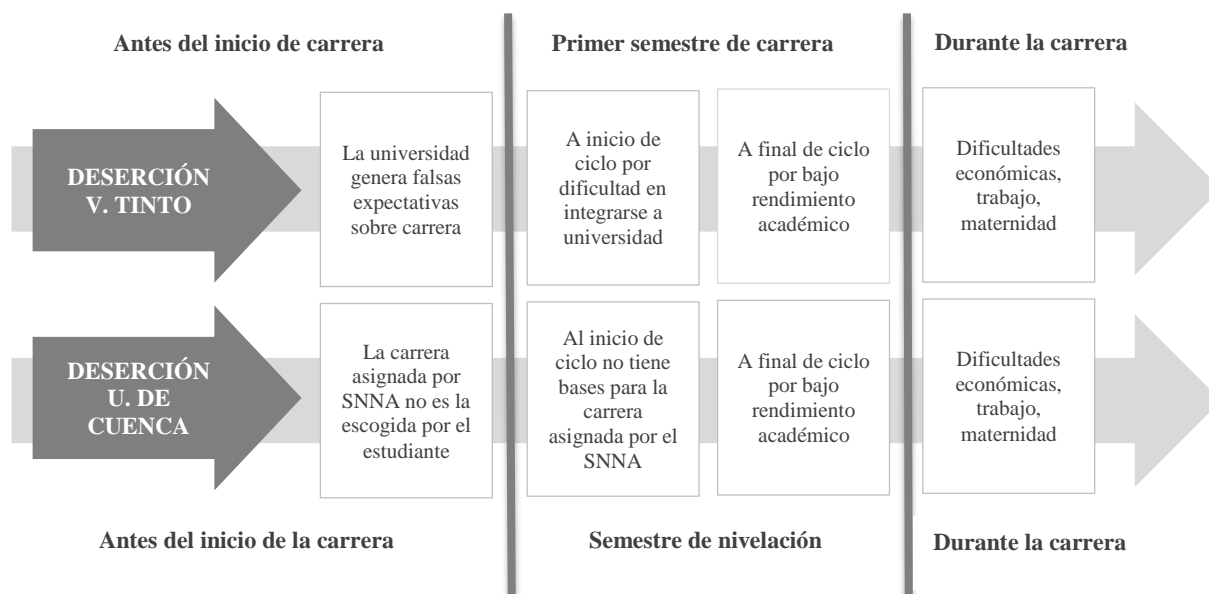 Antes del inicio de carrera
Primer semestre de carrera
Durante la carrera
DESERCIÓN
V. TINTO
La universidad
genera falsas
expectativas
sobre carrera
A inicio de
ciclo por
dificultad en
integrarse a
universidad
A final de ciclo
por bajo
rendimiento
académico
Dificultades
económicas,
trabajo,
maternidad
DESERCIÓN
U. DE
CUENCA
La carrera
asignada por
SNNA no es la
escogida por el
estudiante
Al inicio de
ciclo no tiene
bases para la
carrera
asignada por el
SNNA
A final de ciclo
por bajo
rendimiento
académico
Dificultades
económicas,
trabajo,
maternidad
Antes del inicio de la carrera
Semestre de nivelación
Durante la carrera